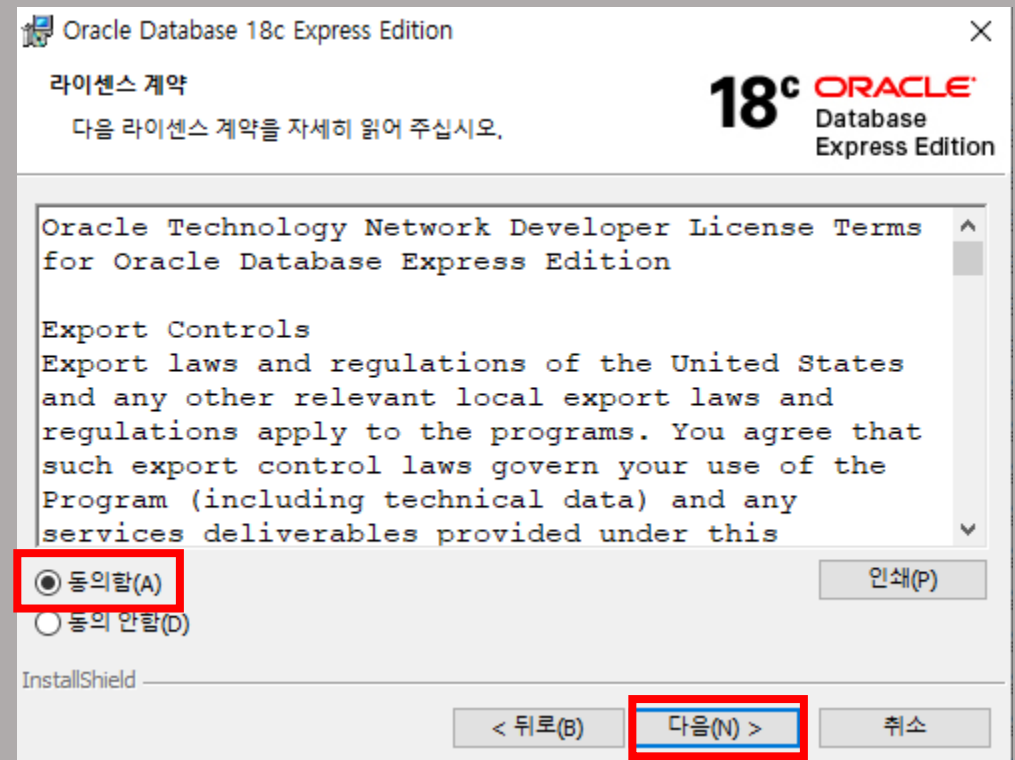 Oracle Database 18c Express Edition
라이센스 계약
다음 라이센스 계약을 자세히 읽어 주십시오.
18c ORACLE
Database
Express Edition
Oracle Technology Network Developer License Terms
for Oracle Database Express Edition
Export Controls
Export laws and regulations of the United States
and any other relevant local export laws and
regulations apply to the programs. You agree that
such export control laws govern your use of the
Program (including technical data) and any
services deliverables provided under this
동의함(A)
인쇄(P)
동의 안함(D)
InstallShield
< 뒤로(B) 다음(N) > 취소